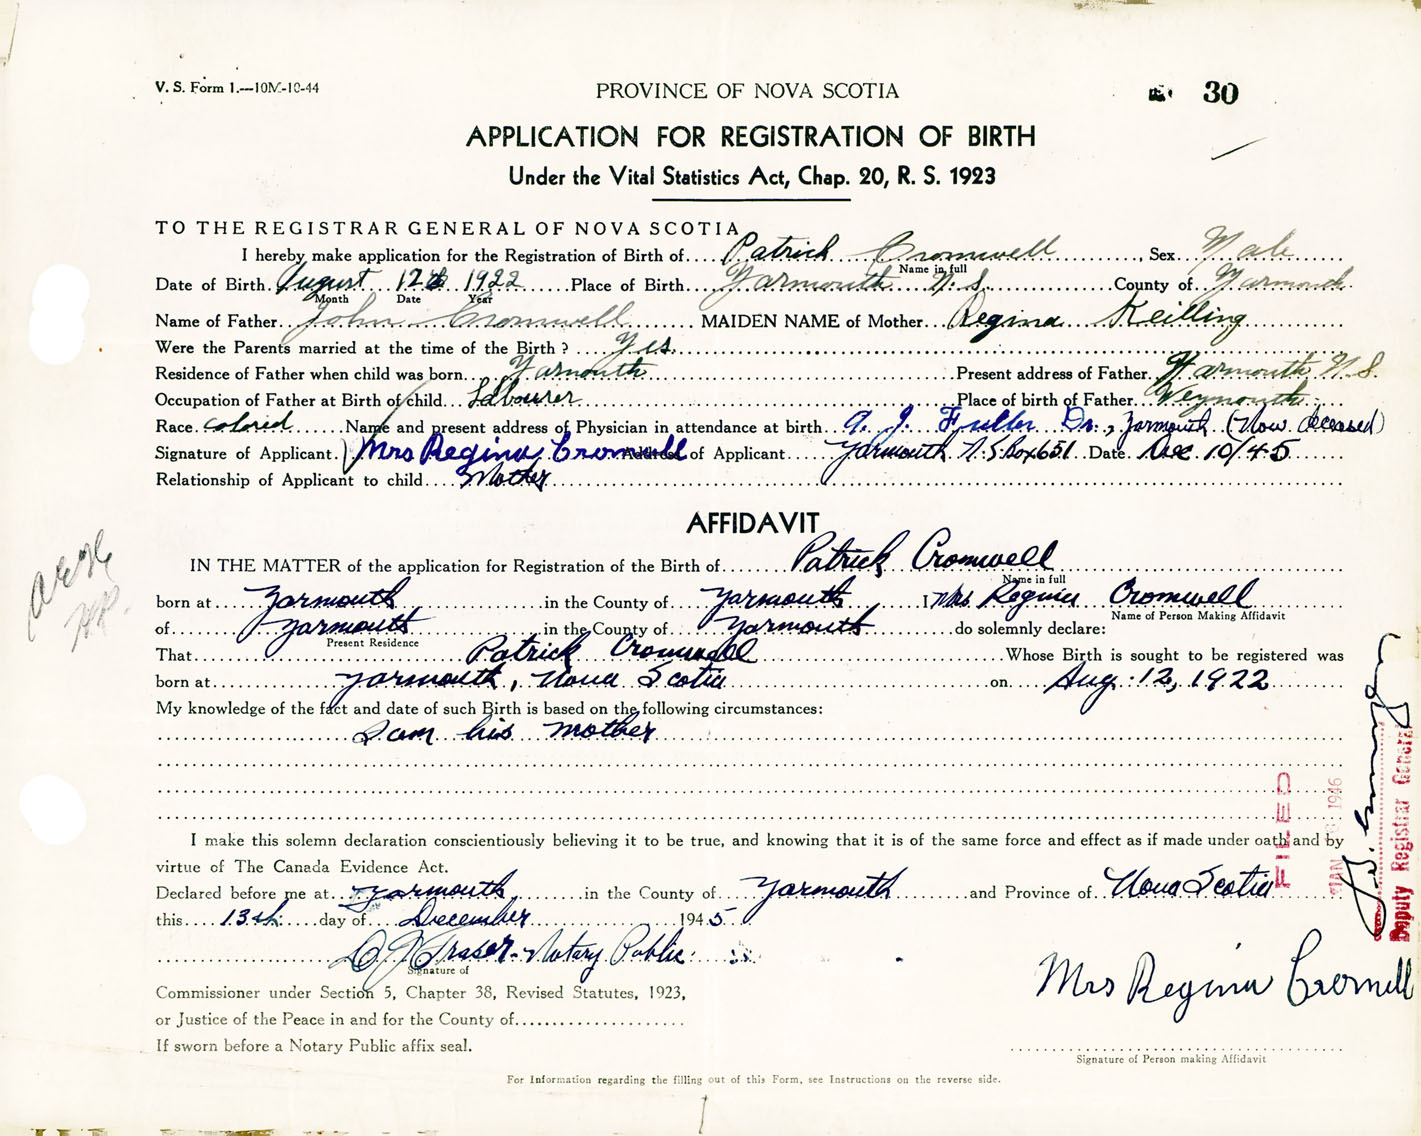 V. S. Form 1.—10M-10-44
PROVINCE OF NOVA SCOTIA
30
APPLICATION FOR REGISTRATION OF BIRTH
Under the Vital Statistics Act, Chap. 20, R. S. 1923
TO THE REGISTRAR GENERAL OF NOVA SCOTIA
I hereby make application for the Registration of Birth of Patrick Cromwell, Sex Male
Name in full
Date of Birth August 12th 1922 Place of Birth Yarmouth N.S. County of Yarmouth
Month Date Year
Name of Father John Cromwell MAIDEN NAME of Mother Regina Keilling
Were the Parents married at the time of the Birth? Yes
Residence of Father when child was born Yarmouth Present address of Father Yarmouth N.S.
Occupation of Father at Birth of child Labourer Place of birth of Father Weymouth
Race colored Name and present address of Physician in attendance at birth A. J. Fuller Dr., Yarmouth (Now deceased)
Signature of Applicant Mrs Regina Cromwell Address of Applicant Yarmouth N.S. Box 651 Date Dec 10/45
Relationship of Applicant to child Mother
AFFIDAVIT
IN THE MATTER of the application for Registration of the Birth of Patrick Cromwell
Name in full
born at Yarmouth in the County of Yarmouth I Mrs Regina Cromwell
Name of Person Making Affidavit
of Yarmouth in the County of Yarmouth do solemnly declare:
Present Residence
That Patrick Cromwell Whose Birth is sought to be registered was
born at Yarmouth, Nova Scotia on Aug. 12, 1922
My knowledge of the fact and date of such Birth is based on the following circumstances:
I am his mother
I make this solemn declaration conscientiously believing it to be true, and knowing that it is of the same force and effect as if made under oath and by
virtue of The Canada Evidence Act.
Declared before me at Yarmouth in the County of Yarmouth and Province of Nova Scotia
this 13th day of December 1945
Fraser - Notary Public
Signature of
Mrs Regina Cromwell
Commissioner under Section 5, Chapter 38, Revised Statutes, 1923,
or Justice of the Peace in and for the County of
If sworn before a Notary Public affix seal.
Signature of Person making Affidavit
For Information regarding the filling out of this Form, see Instructions on the reverse side.
FILED
JAN 1946
Deputy Registrar General